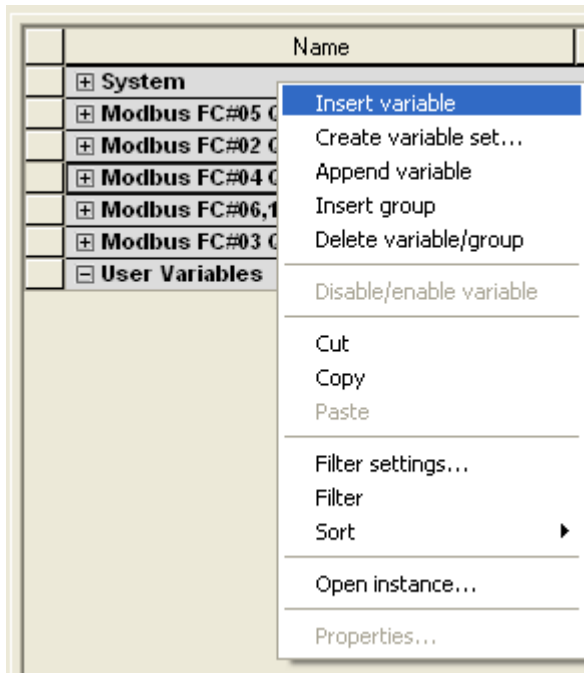 Name
System
Modbus FC#05
Modbus FC#02
Modbus FC#04
Modbus FC#06,1
Modbus FC#03
User Variables
Insert variable
Create variable set...
Append variable
Insert group
Delete variable/group
Disable/enable variable
Cut
Copy
Paste
Filter settings...
Filter
Sort
Open instance...
Properties...